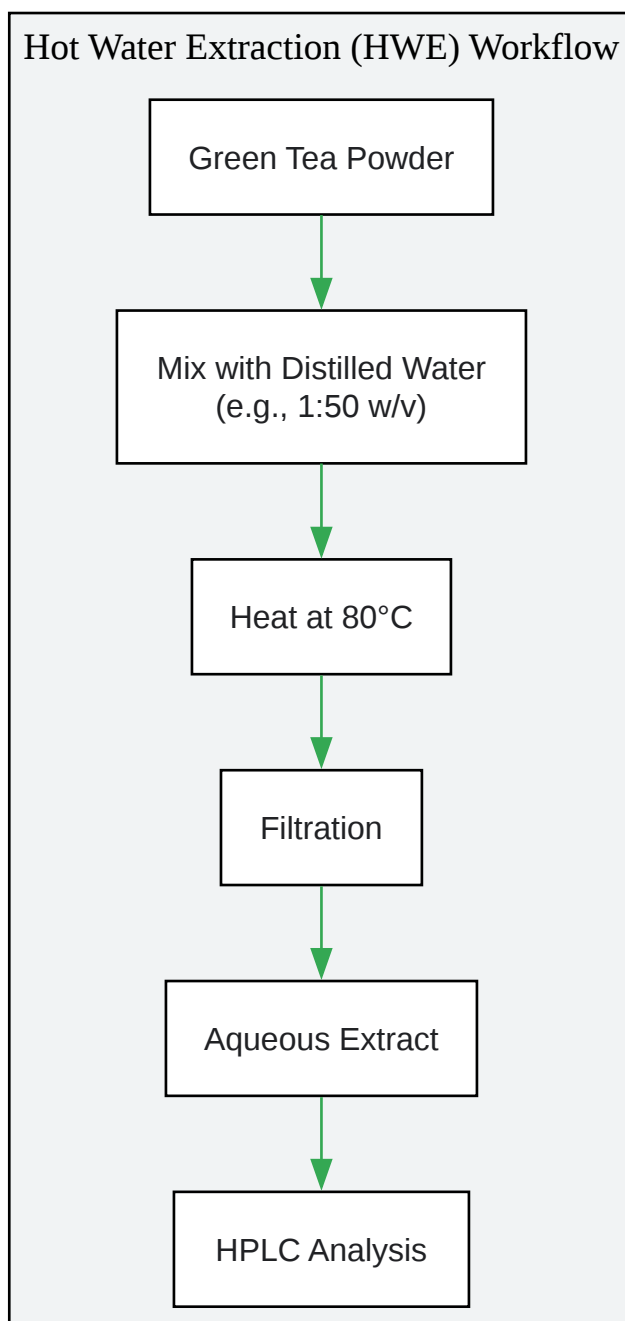 Hot Water Extraction (HWE) Workflow
Green Tea Powder
Mix with Distilled Water
(e.g., 1:50 w/v)
Heat at 80°C
Filtration
Aqueous Extract
HPLC Analysis